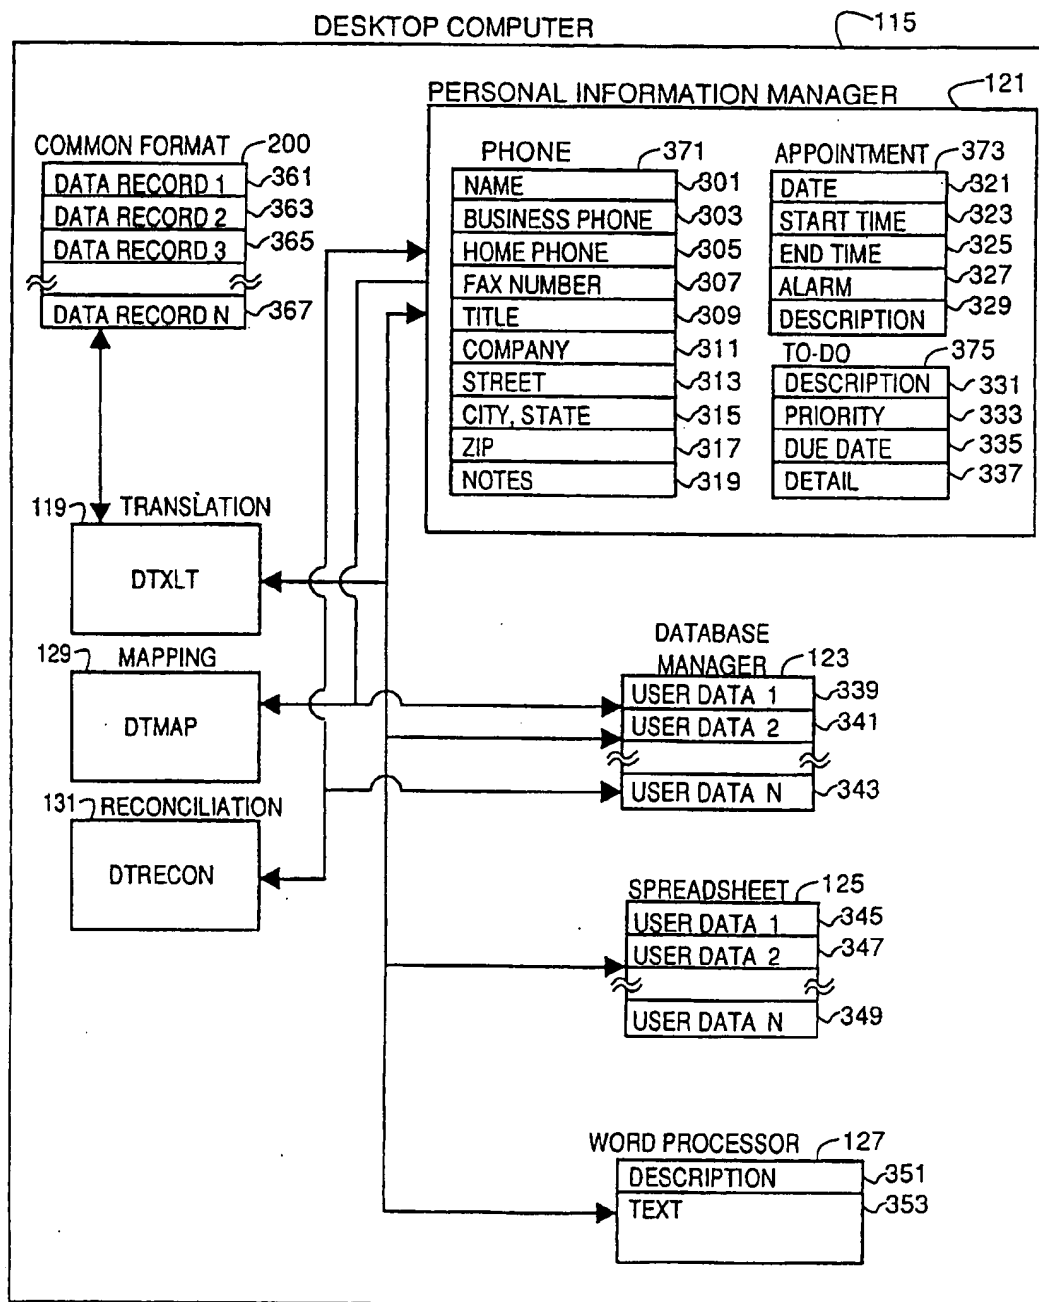 DESKTOP COMPUTER
115
PERSONAL INFORMATION MANAGER
121
COMMON FORMAT
200
DATA RECORD 1
361
DATA RECORD 2
363
DATA RECORD 3
365
DATA RECORD N
367
PHONE
371
NAME
301
BUSINESS PHONE
303
HOME PHONE
305
FAX NUMBER
307
TITLE
309
COMPANY
311
STREET
313
CITY, STATE
315
ZIP
317
NOTES
319
APPOINTMENT
373
DATE
321
START TIME
323
END TIME
325
ALARM
327
DESCRIPTION
329
TO-DO
375
DESCRIPTION
331
PRIORITY
333
DUE DATE
335
DETAIL
337
119
TRANSLATION
DTXLT
129
MAPPING
DTMAP
131
RECONCILIATION
DTRECON
DATABASE
MANAGER
123
USER DATA 1
339
USER DATA 2
341
USER DATA N
343
SPREADSHEET
125
USER DATA 1
345
USER DATA 2
347
USER DATA N
349
WORD PROCESSOR
127
DESCRIPTION
351
TEXT
353